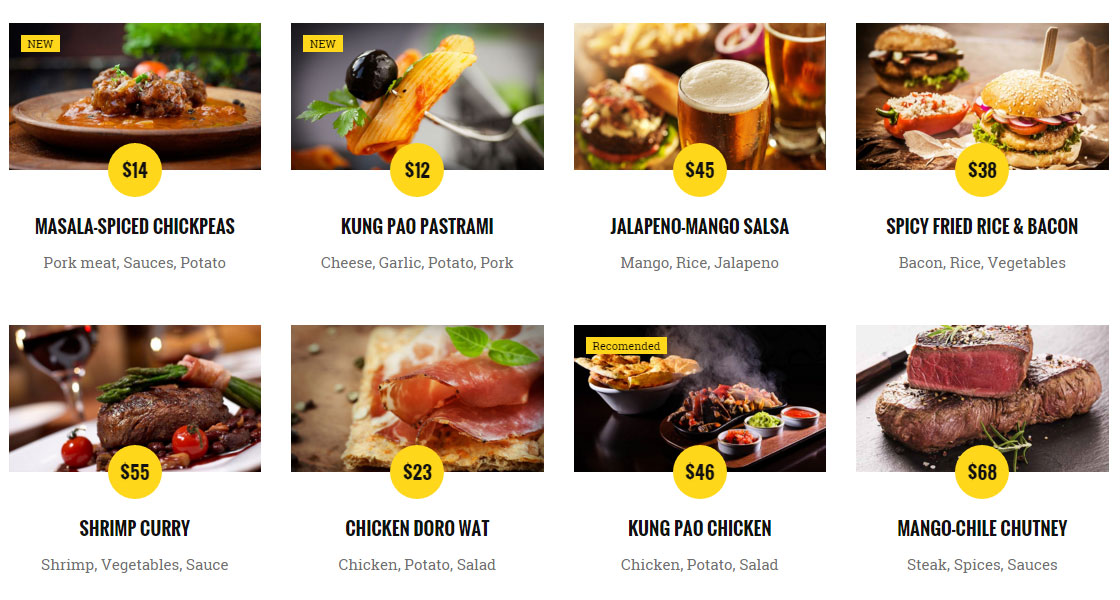 NEW
NEW
$14
$12
$45
$38
MASALA-SPICED CHICKPEAS
KUNG PAO PASTRAMI
JALAPENO-MANGO SALSA
SPICY FRIED RICE & BACON
Pork meat, Sauces, Potato
Cheese, Garlic, Potato, Pork
Mango, Rice, Jalapeno
Bacon, Rice, Vegetables
Recomended
$55
$23
$46
$68
SHRIMP CURRY
CHICKEN DORO WAT
KUNG PAO CHICKEN
MANGO-CHILE CHUTNEY
Shrimp, Vegetables, Sauce
Chicken, Potato, Salad
Chicken, Potato, Salad
Steak, Spices, Sauces